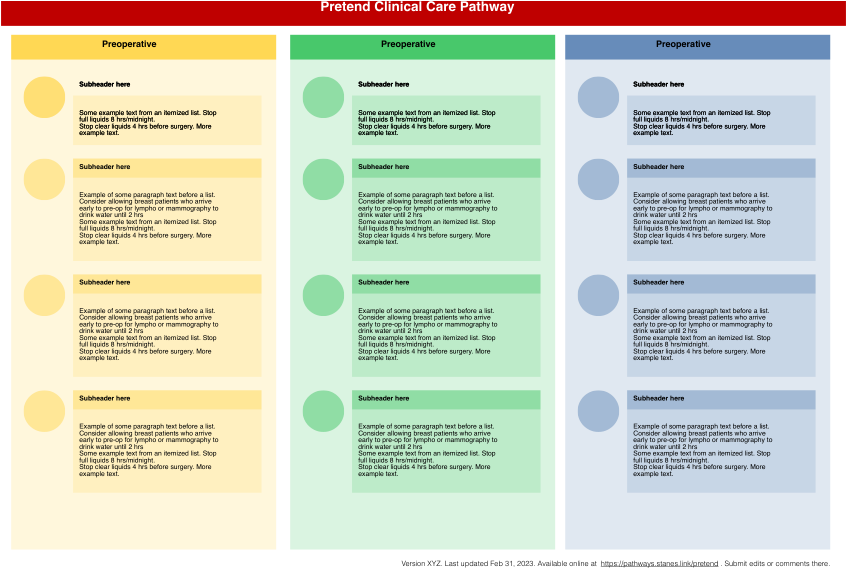 Pretend Clinical Care Pathway
Preoperative
Subheader here
Some example text from an itemized list. Stop
full liquids 8 hrs/midnight.
Stop clear liquids 4 hrs before surgery. More
example text.
Subheader here
Example of some paragraph text before a list.
Consider allowing breast patients who arrive
early to pre-op for lympho or mammography to
drink water until 2 hrs
Some example text from an itemized list. Stop
full liquids 8 hrs/midnight.
Stop clear liquids 4 hrs before surgery. More
example text.
Subheader here
Example of some paragraph text before a list.
Consider allowing breast patients who arrive
early to pre-op for lympho or mammography to
drink water until 2 hrs
Some example text from an itemized list. Stop
full liquids 8 hrs/midnight.
Stop clear liquids 4 hrs before surgery. More
example text.
Subheader here
Example of some paragraph text before a list.
Consider allowing breast patients who arrive
early to pre-op for lympho or mammography to
drink water until 2 hrs
Some example text from an itemized list. Stop
full liquids 8 hrs/midnight.
Stop clear liquids 4 hrs before surgery. More
example text.
Preoperative
Subheader here
Some example text from an itemized list. Stop
full liquids 8 hrs/midnight.
Stop clear liquids 4 hrs before surgery. More
example text.
Subheader here
Example of some paragraph text before a list.
Consider allowing breast patients who arrive
early to pre-op for lympho or mammography to
drink water until 2 hrs
Some example text from an itemized list. Stop
full liquids 8 hrs/midnight.
Stop clear liquids 4 hrs before surgery. More
example text.
Subheader here
Example of some paragraph text before a list.
Consider allowing breast patients who arrive
early to pre-op for lympho or mammography to
drink water until 2 hrs
Some example text from an itemized list. Stop
full liquids 8 hrs/midnight.
Stop clear liquids 4 hrs before surgery. More
example text.
Subheader here
Example of some paragraph text before a list.
Consider allowing breast patients who arrive
early to pre-op for lympho or mammography to
drink water until 2 hrs
Some example text from an itemized list. Stop
full liquids 8 hrs/midnight.
Stop clear liquids 4 hrs before surgery. More
example text.
Preoperative
Subheader here
Some example text from an itemized list. Stop
full liquids 8 hrs/midnight.
Stop clear liquids 4 hrs before surgery. More
example text.
Subheader here
Example of some paragraph text before a list.
Consider allowing breast patients who arrive
early to pre-op for lympho or mammography to
drink water until 2 hrs
Some example text from an itemized list. Stop
full liquids 8 hrs/midnight.
Stop clear liquids 4 hrs before surgery. More
example text.
Subheader here
Example of some paragraph text before a list.
Consider allowing breast patients who arrive
early to pre-op for lympho or mammography to
drink water until 2 hrs
Some example text from an itemized list. Stop
full liquids 8 hrs/midnight.
Stop clear liquids 4 hrs before surgery. More
example text.
Subheader here
Example of some paragraph text before a list.
Consider allowing breast patients who arrive
early to pre-op for lympho or mammography to
drink water until 2 hrs
Some example text from an itemized list. Stop
full liquids 8 hrs/midnight.
Stop clear liquids 4 hrs before surgery. More
example text.
Version XYZ. Last updated Feb 31, 2023. Available online at https://pathways.stanes.link/pretend . Submit edits or comments there.